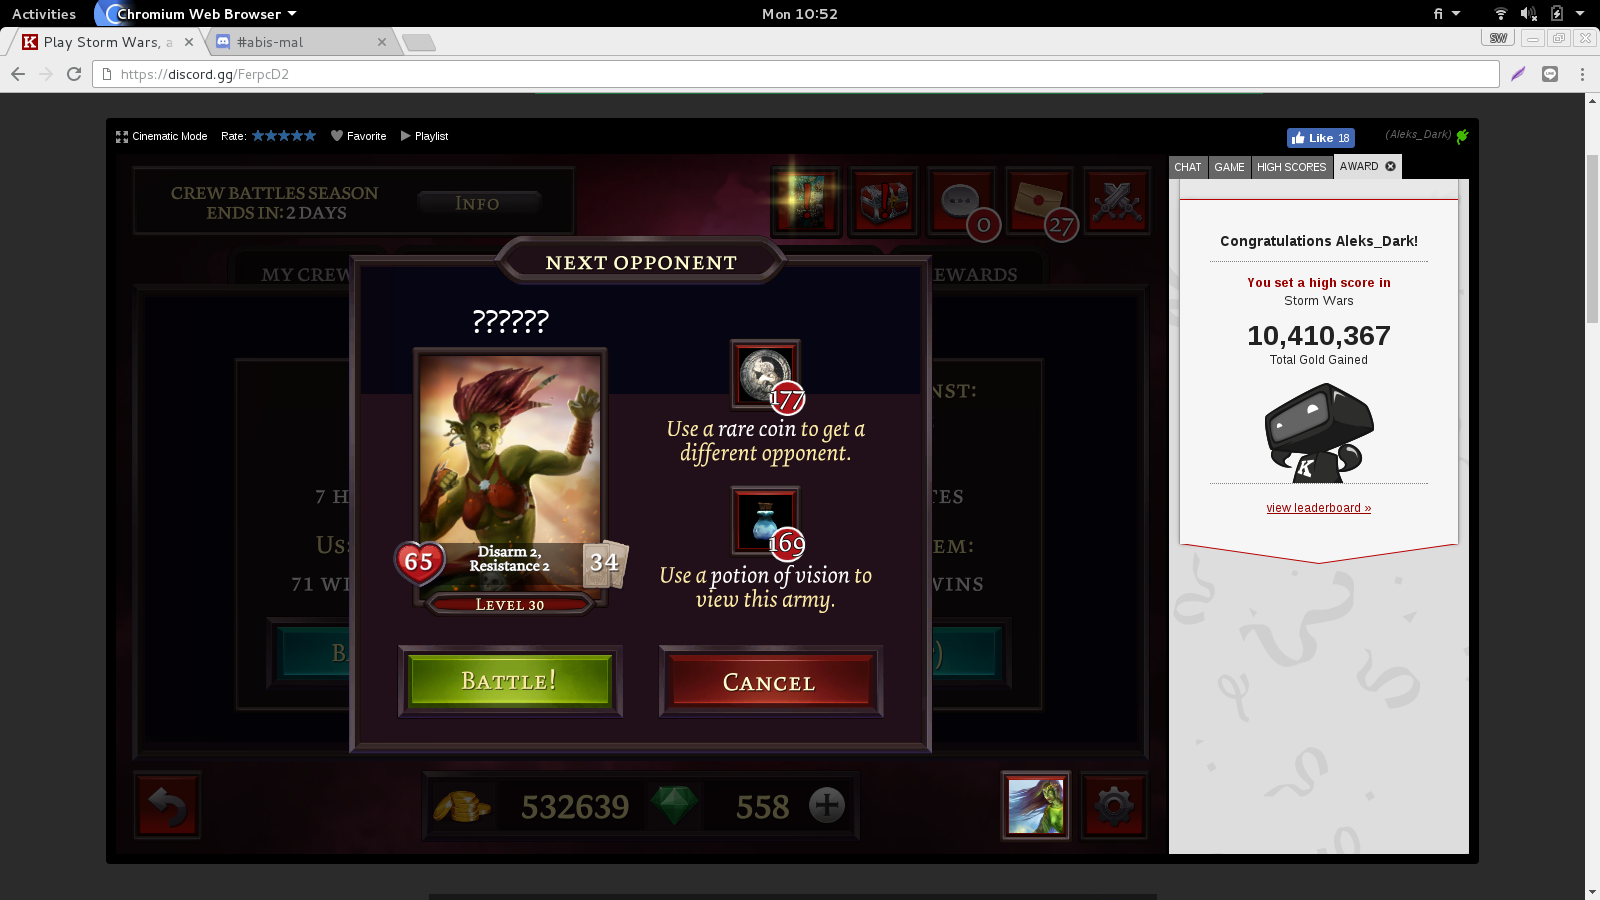 Activities
Chromium Web Browser
Mon 10:52
fi
Play Storm Wars, a
#abis-mal
SW
https://discord.gg/FerpcD2
Cinematic Mode
Rate:
Favorite
Playlist
Like 18
(Aleks_Dark)
CREW BATTLES SEASON
ENDS IN: 2 DAYS
INFO
0
27
CHAT
GAME
HIGH SCORES
AWARD
MY CREW
EWARDS
NEXT OPPONENT
??????
177
Use a rare coin to get a
different opponent.
169
Use a potion of vision to
view this army.
65
Disarm 2,
Resistance 2
34
LEVEL 30
BATTLE!
CANCEL
NST:
7 H
TES
US:
EM:
71 WI
WINS
B
)
532639
558
Congratulations Aleks_Dark!
You set a high score in
Storm Wars
10,410,367
Total Gold Gained
K
view leaderboard »